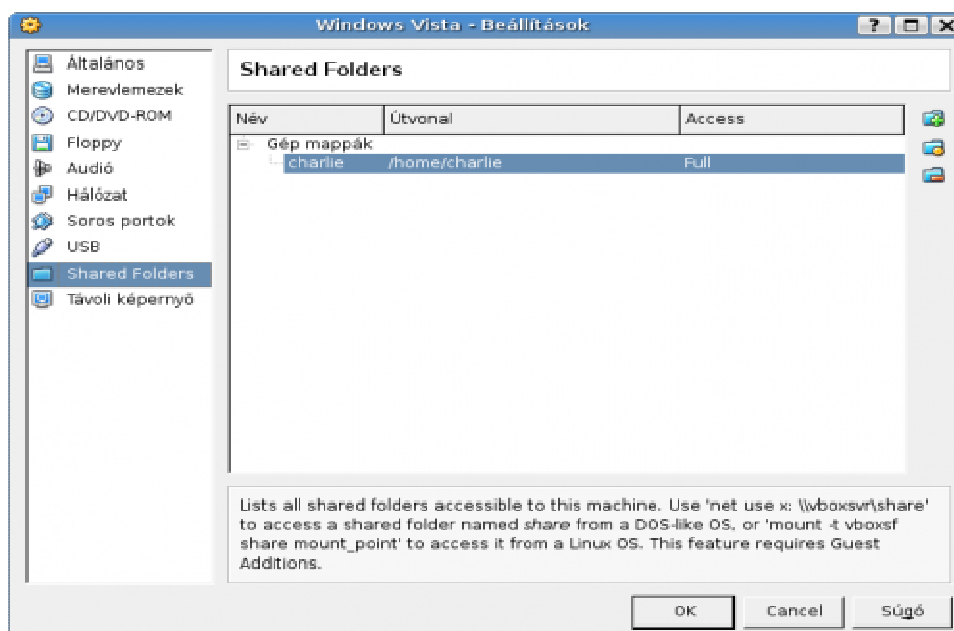 Windows Vista - Beállítások
Általános
Merevlemezek
CD/DVD-ROM
Floppy
Audió
Hálózat
Soros portok
USB
Shared Folders
Távoli képernyő
Shared Folders
Név Útvonal Access
Gép mappák
charlie /home/charlie Full
Lists all shared folders accessible to this machine. Use 'net use x: \\vboxsvr\share'
to access a shared folder named share from a DOS-like OS, or 'mount -t vboxsf
share mount_point' to access it from a Linux OS. This feature requires Guest
Additions.
OK Cancel Súgó